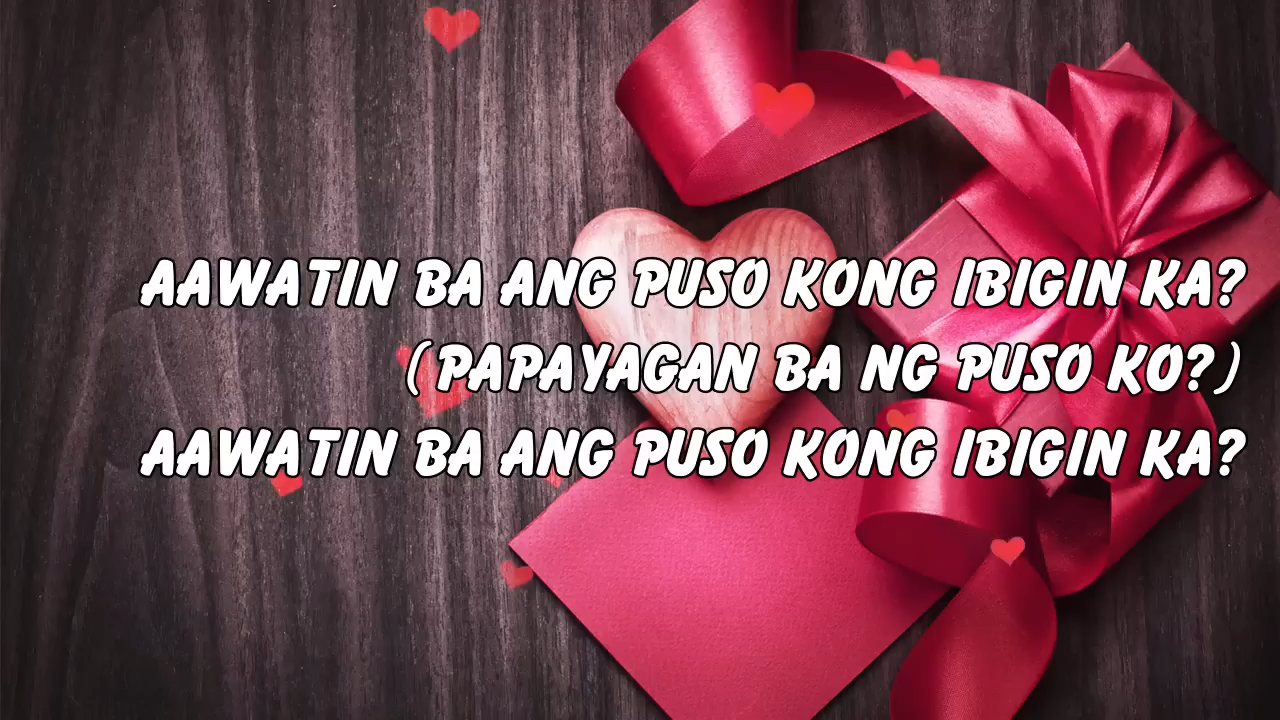 AAWATIN BA ANG PUSO KONG IBIGIN KA?
(PAPAYAGAN BA NG PUSO KO?)
AAWATIN BA ANG PUSO KONG IBIGIN KA?